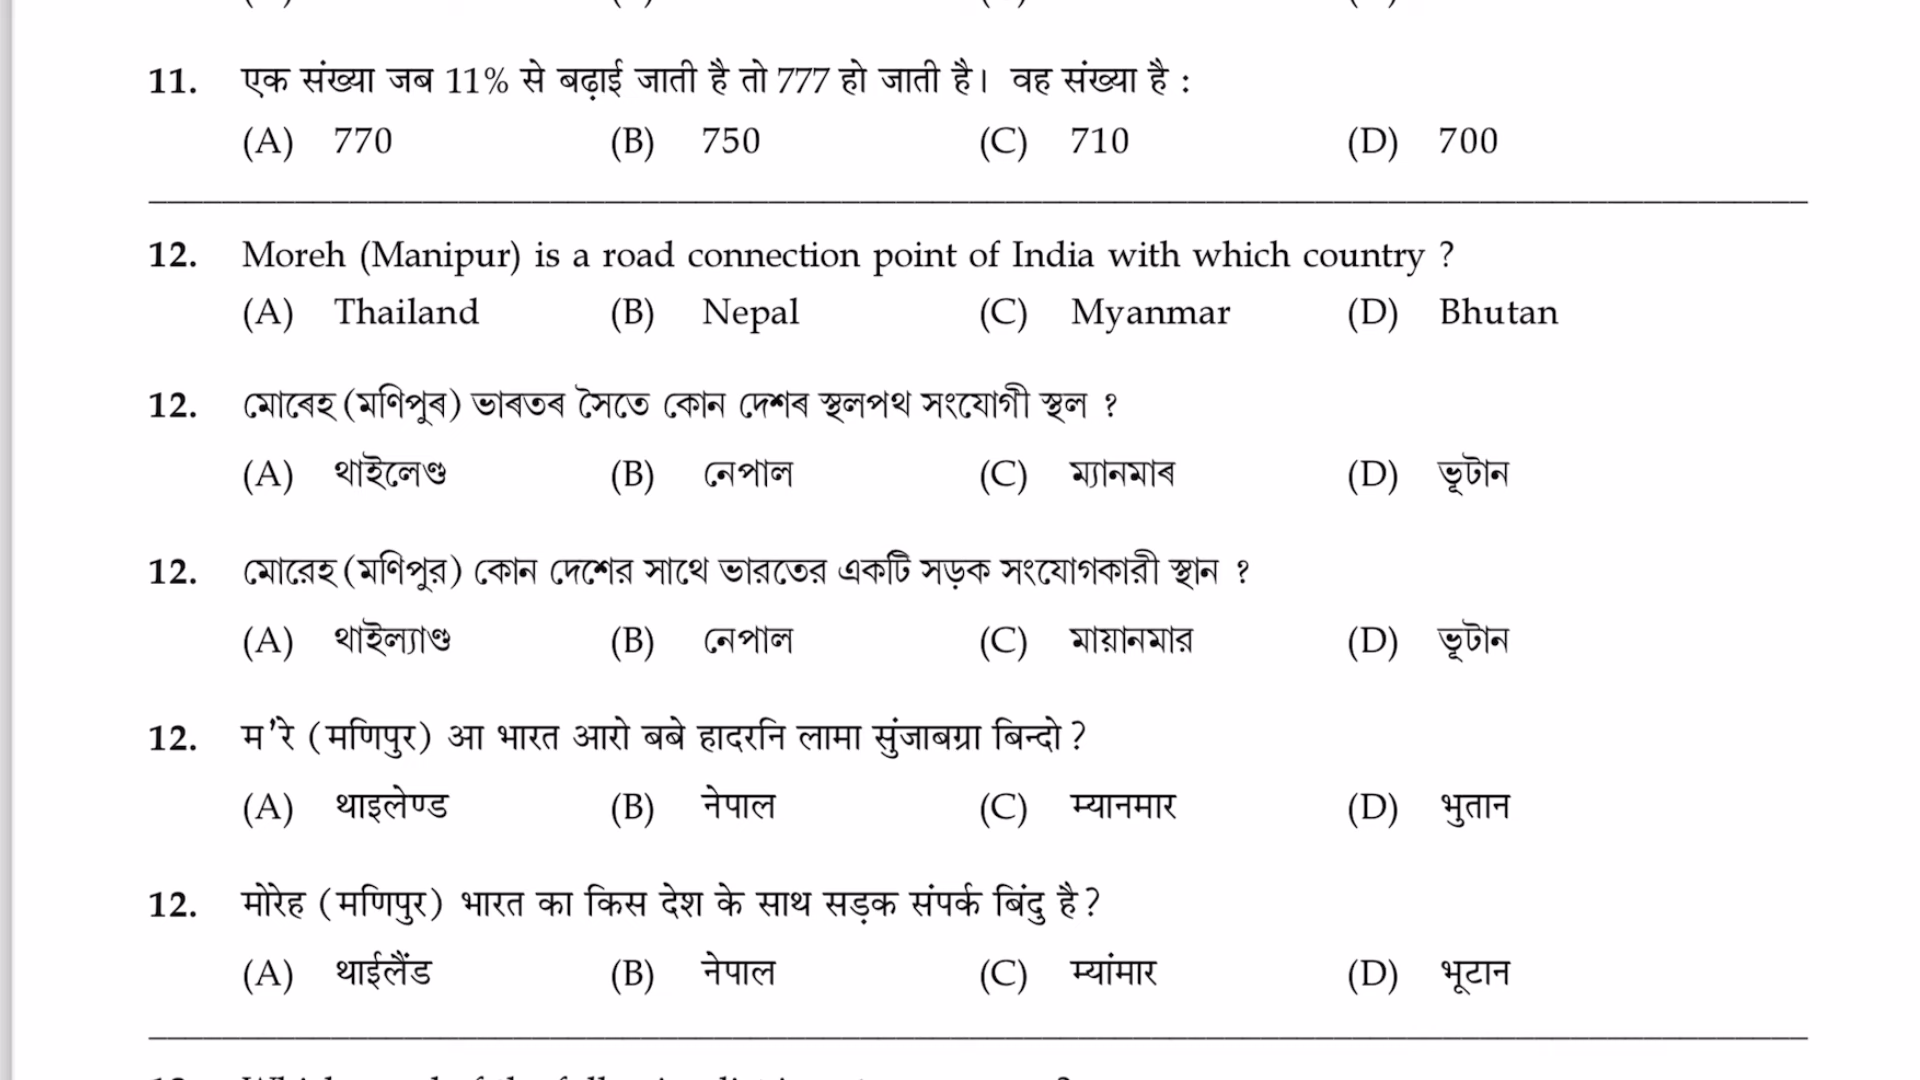 11. एक संख्या जब 11% से बढ़ाई जाती है तो 777 हो जाती है। वह संख्या है :
(A) 770 (B) 750 (C) 710 (D) 700
12. Moreh (Manipur) is a road connection point of India with which country ?
(A) Thailand (B) Nepal (C) Myanmar (D) Bhutan
12. মোৰেহ (মণিপুৰ) ভাৰতৰ সৈতে কোন দেশৰ স্থলপথ সংযোগী স্থল ?
(A) থাইলেণ্ড (B) নেপাল (C) ম্যানমাৰ (D) ভূটান
12. মোরেহ (মণিপুর) কোন দেশের সাথে ভারতের একটি সড়ক সংযোগকারী স্থান ?
(A) থাইল্যাণ্ড (B) নেপাল (C) মায়ানমার (D) ভূটান
12. म'रे (मणिपुर) आ भारत आरो बबे हादरनि लामा सुंजाबग्रा बिन्दो ?
(A) थाइलेण्ड (B) नेपाल (C) म्यानमार (D) भुतान
12. मोरेह (मणिपुर) भारत का किस देश के साथ सड़क संपर्क बिंदु है ?
(A) थाईलैंड (B) नेपाल (C) म्यांमार (D) भूटान